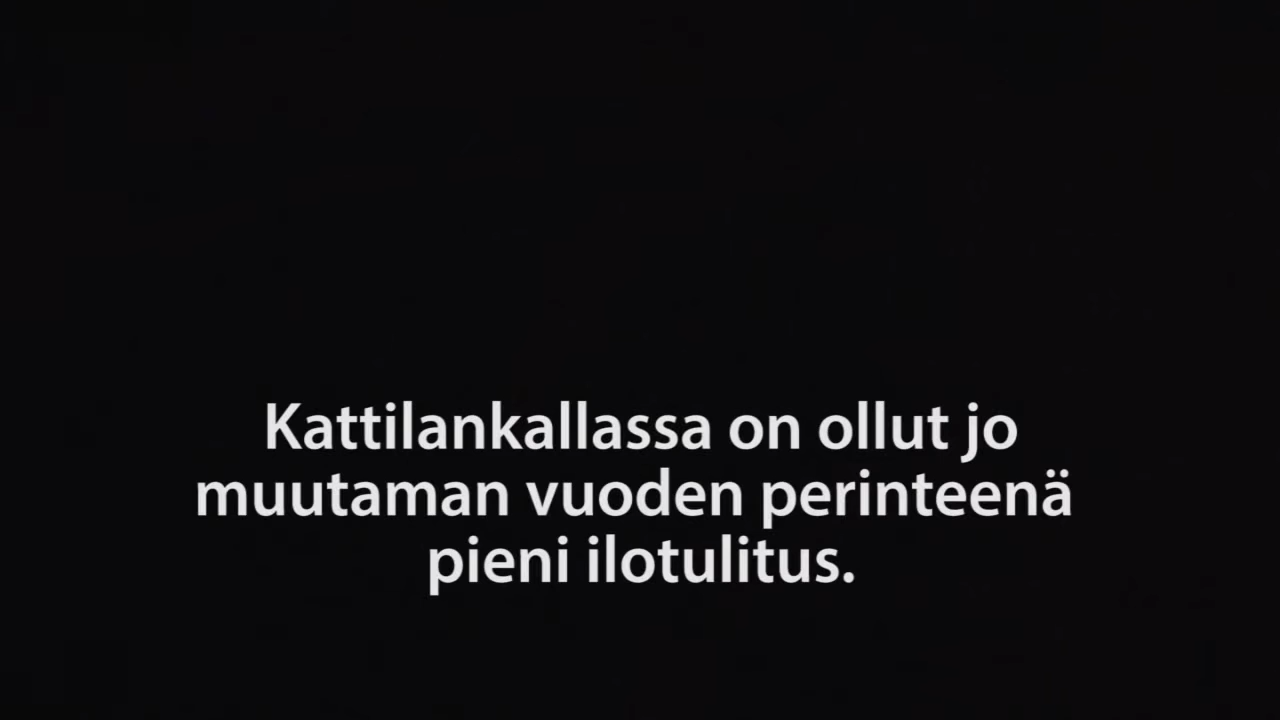 Kattilankallassa on ollut jo
muutaman vuoden perinteenä
pieni ilotulitus.